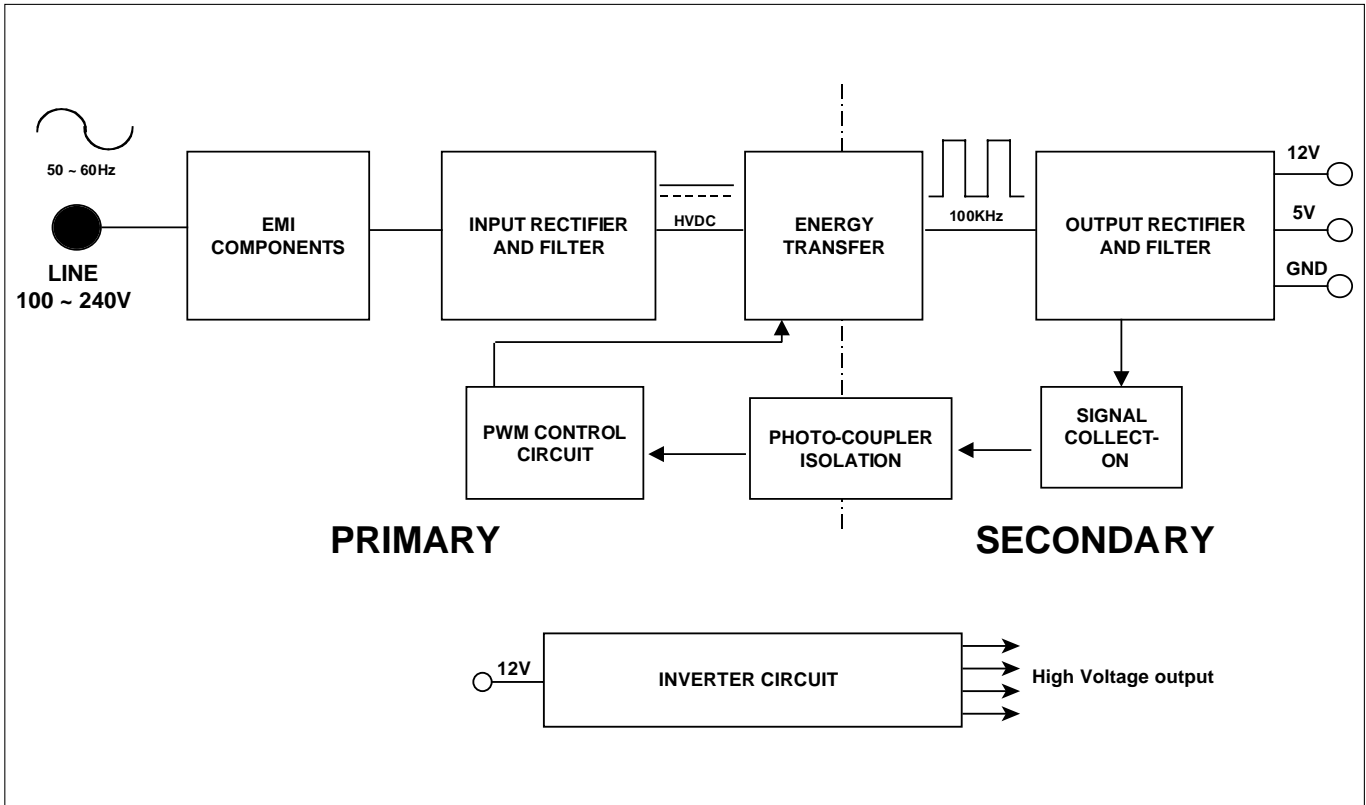 50 ~ 60Hz
LINE
100 ~ 240V
EMI
COMPONENTS
INPUT RECTIFIER
AND FILTER
HVDC
ENERGY
TRANSFER
100KHz
OUTPUT RECTIFIER
AND FILTER
12V
5V
GND
PWM CONTROL
CIRCUIT
PHOTO-COUPLER
ISOLATION
SIGNAL
COLLECT-
ON
PRIMARY
SECONDARY
12V
INVERTER CIRCUIT
High Voltage output